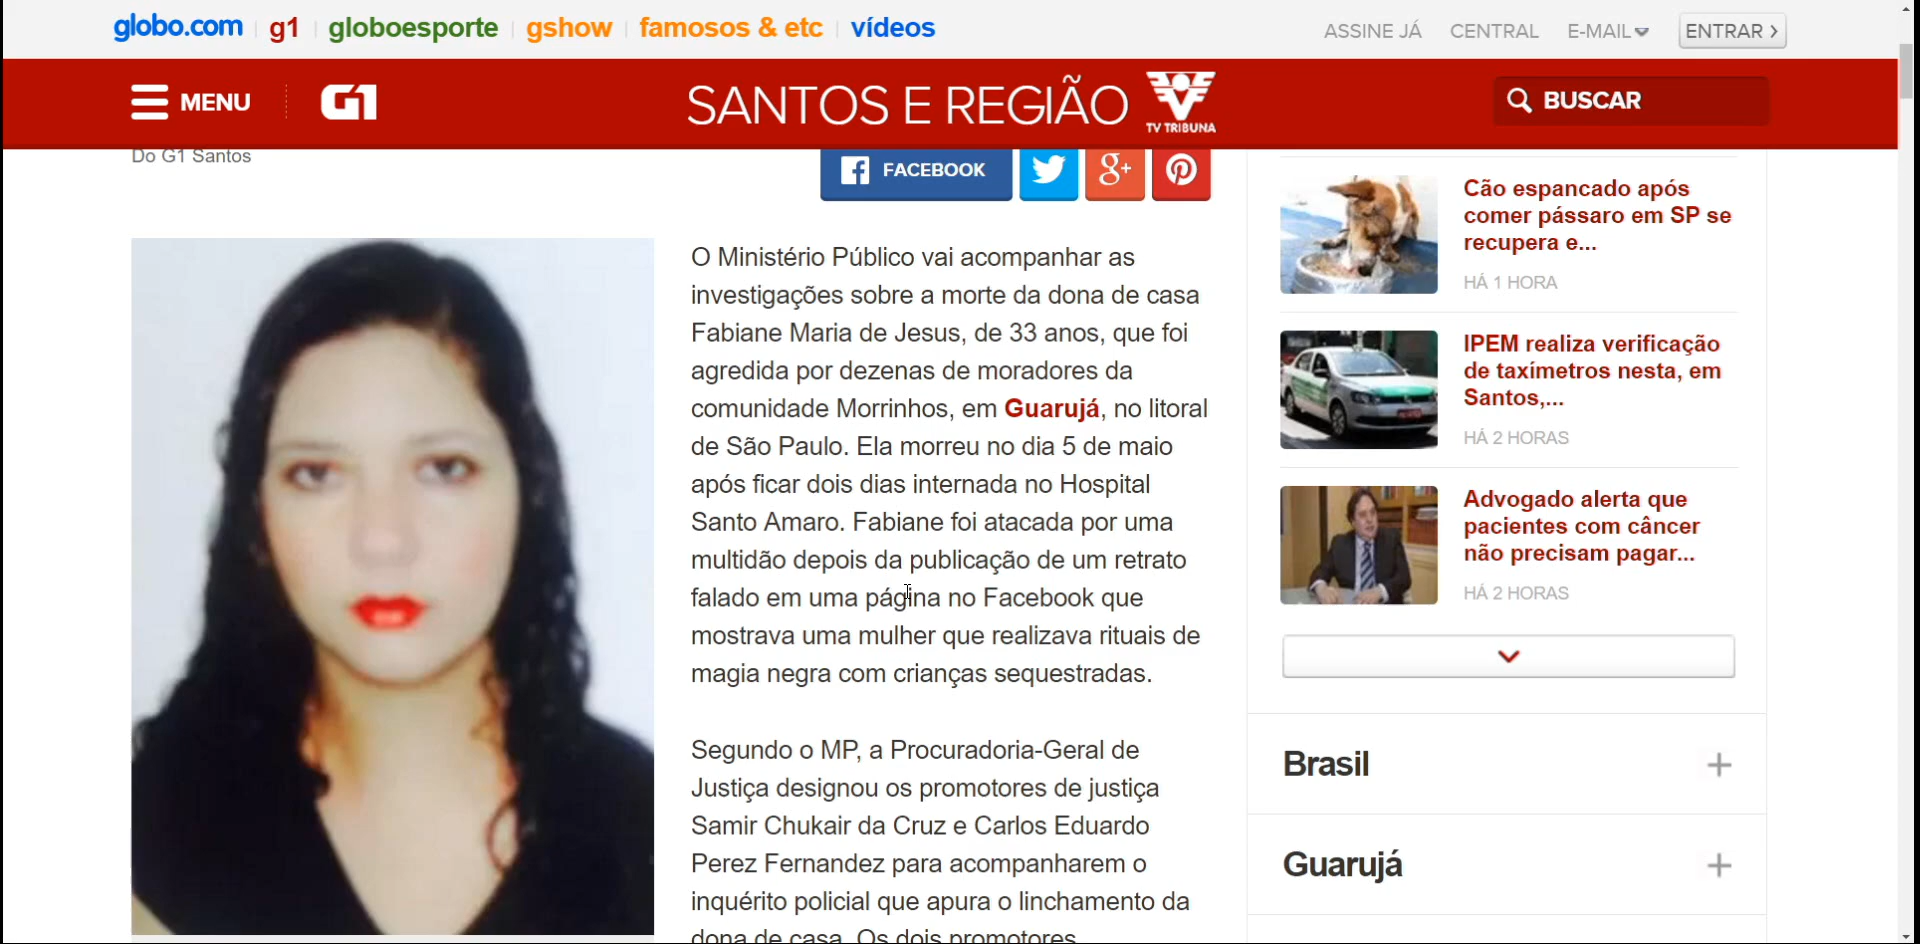 globo.com g1 globoesporte gshow famosos & etc vídeos
ASSINE JÁ CENTRAL E-MAIL ENTRAR
MENU G1 SANTOS E REGIÃO TV TRIBUNA BUSCAR
Do G1 Santos
FACEBOOK g+
O Ministério Público vai acompanhar as
investigações sobre a morte da dona de casa
Fabiane Maria de Jesus, de 33 anos, que foi
agredida por dezenas de moradores da
comunidade Morrinhos, em Guarujá, no litoral
de São Paulo. Ela morreu no dia 5 de maio
após ficar dois dias internada no Hospital
Santo Amaro. Fabiane foi atacada por uma
multidão depois da publicação de um retrato
falado em uma página no Facebook que
mostrava uma mulher que realizava rituais de
magia negra com crianças sequestradas.
Segundo o MP, a Procuradoria-Geral de
Justiça designou os promotores de justiça
Samir Chukair da Cruz e Carlos Eduardo
Perez Fernandez para acompanharem o
inquérito policial que apura o linchamento da
dona de casa. Os dois promotores
Cão espancado após
comer pássaro em SP se
recupera e...
HÁ 1 HORA
IPEM realiza verificação
de taxímetros nesta, em
Santos,...
HÁ 2 HORAS
Advogado alerta que
pacientes com câncer
não precisam pagar...
HÁ 2 HORAS
Brasil
Guarujá